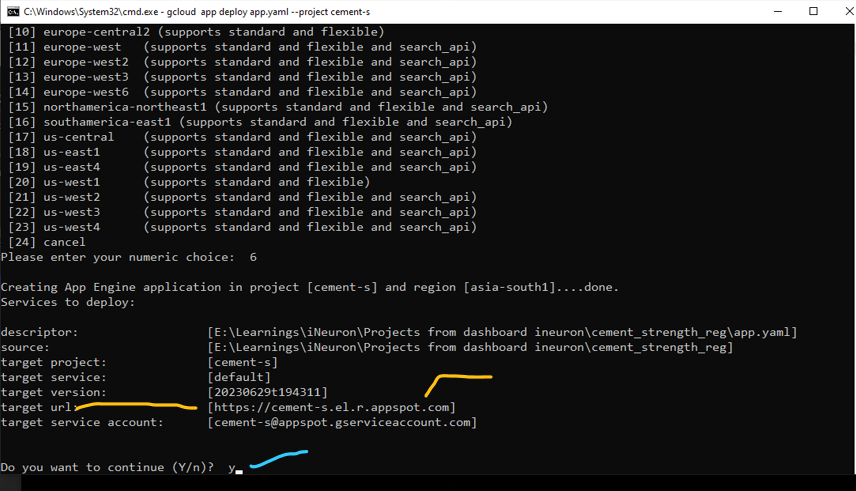 C:\Windows\System32\cmd.exe - gcloud app deploy app.yaml --project cement-s
[10] europe-central2 (supports standard and flexible)
[11] europe-west   (supports standard and flexible and search_api)
[12] europe-west2  (supports standard and flexible and search_api)
[13] europe-west3  (supports standard and flexible and search_api)
[14] europe-west6  (supports standard and flexible and search_api)
[15] northamerica-northeast1 (supports standard and flexible and search_api)
[16] southamerica-east1 (supports standard and flexible and search_api)
[17] us-central    (supports standard and flexible and search_api)
[18] us-east1      (supports standard and flexible and search_api)
[19] us-east4      (supports standard and flexible and search_api)
[20] us-west1      (supports standard and flexible)
[21] us-west2      (supports standard and flexible and search_api)
[22] us-west3      (supports standard and flexible and search_api)
[23] us-west4      (supports standard and flexible and search_api)
[24] cancel
Please enter your numeric choice:  6
Creating App Engine application in project [cement-s] and region [asia-south1]....done.
Services to deploy:
descriptor:                  [E:\Learnings\iNeuron\Projects from dashboard ineuron\cement_strength_reg\app.yaml]
source:                      [E:\Learnings\iNeuron\Projects from dashboard ineuron\cement_strength_reg]
target project:              [cement-s]
target service:              [default]
target version:              [20230629t194311]
target url:                  [https://cement-s.el.r.appspot.com]
target service account:      [cement-s@appspot.gserviceaccount.com]
Do you want to continue (Y/n)?  y